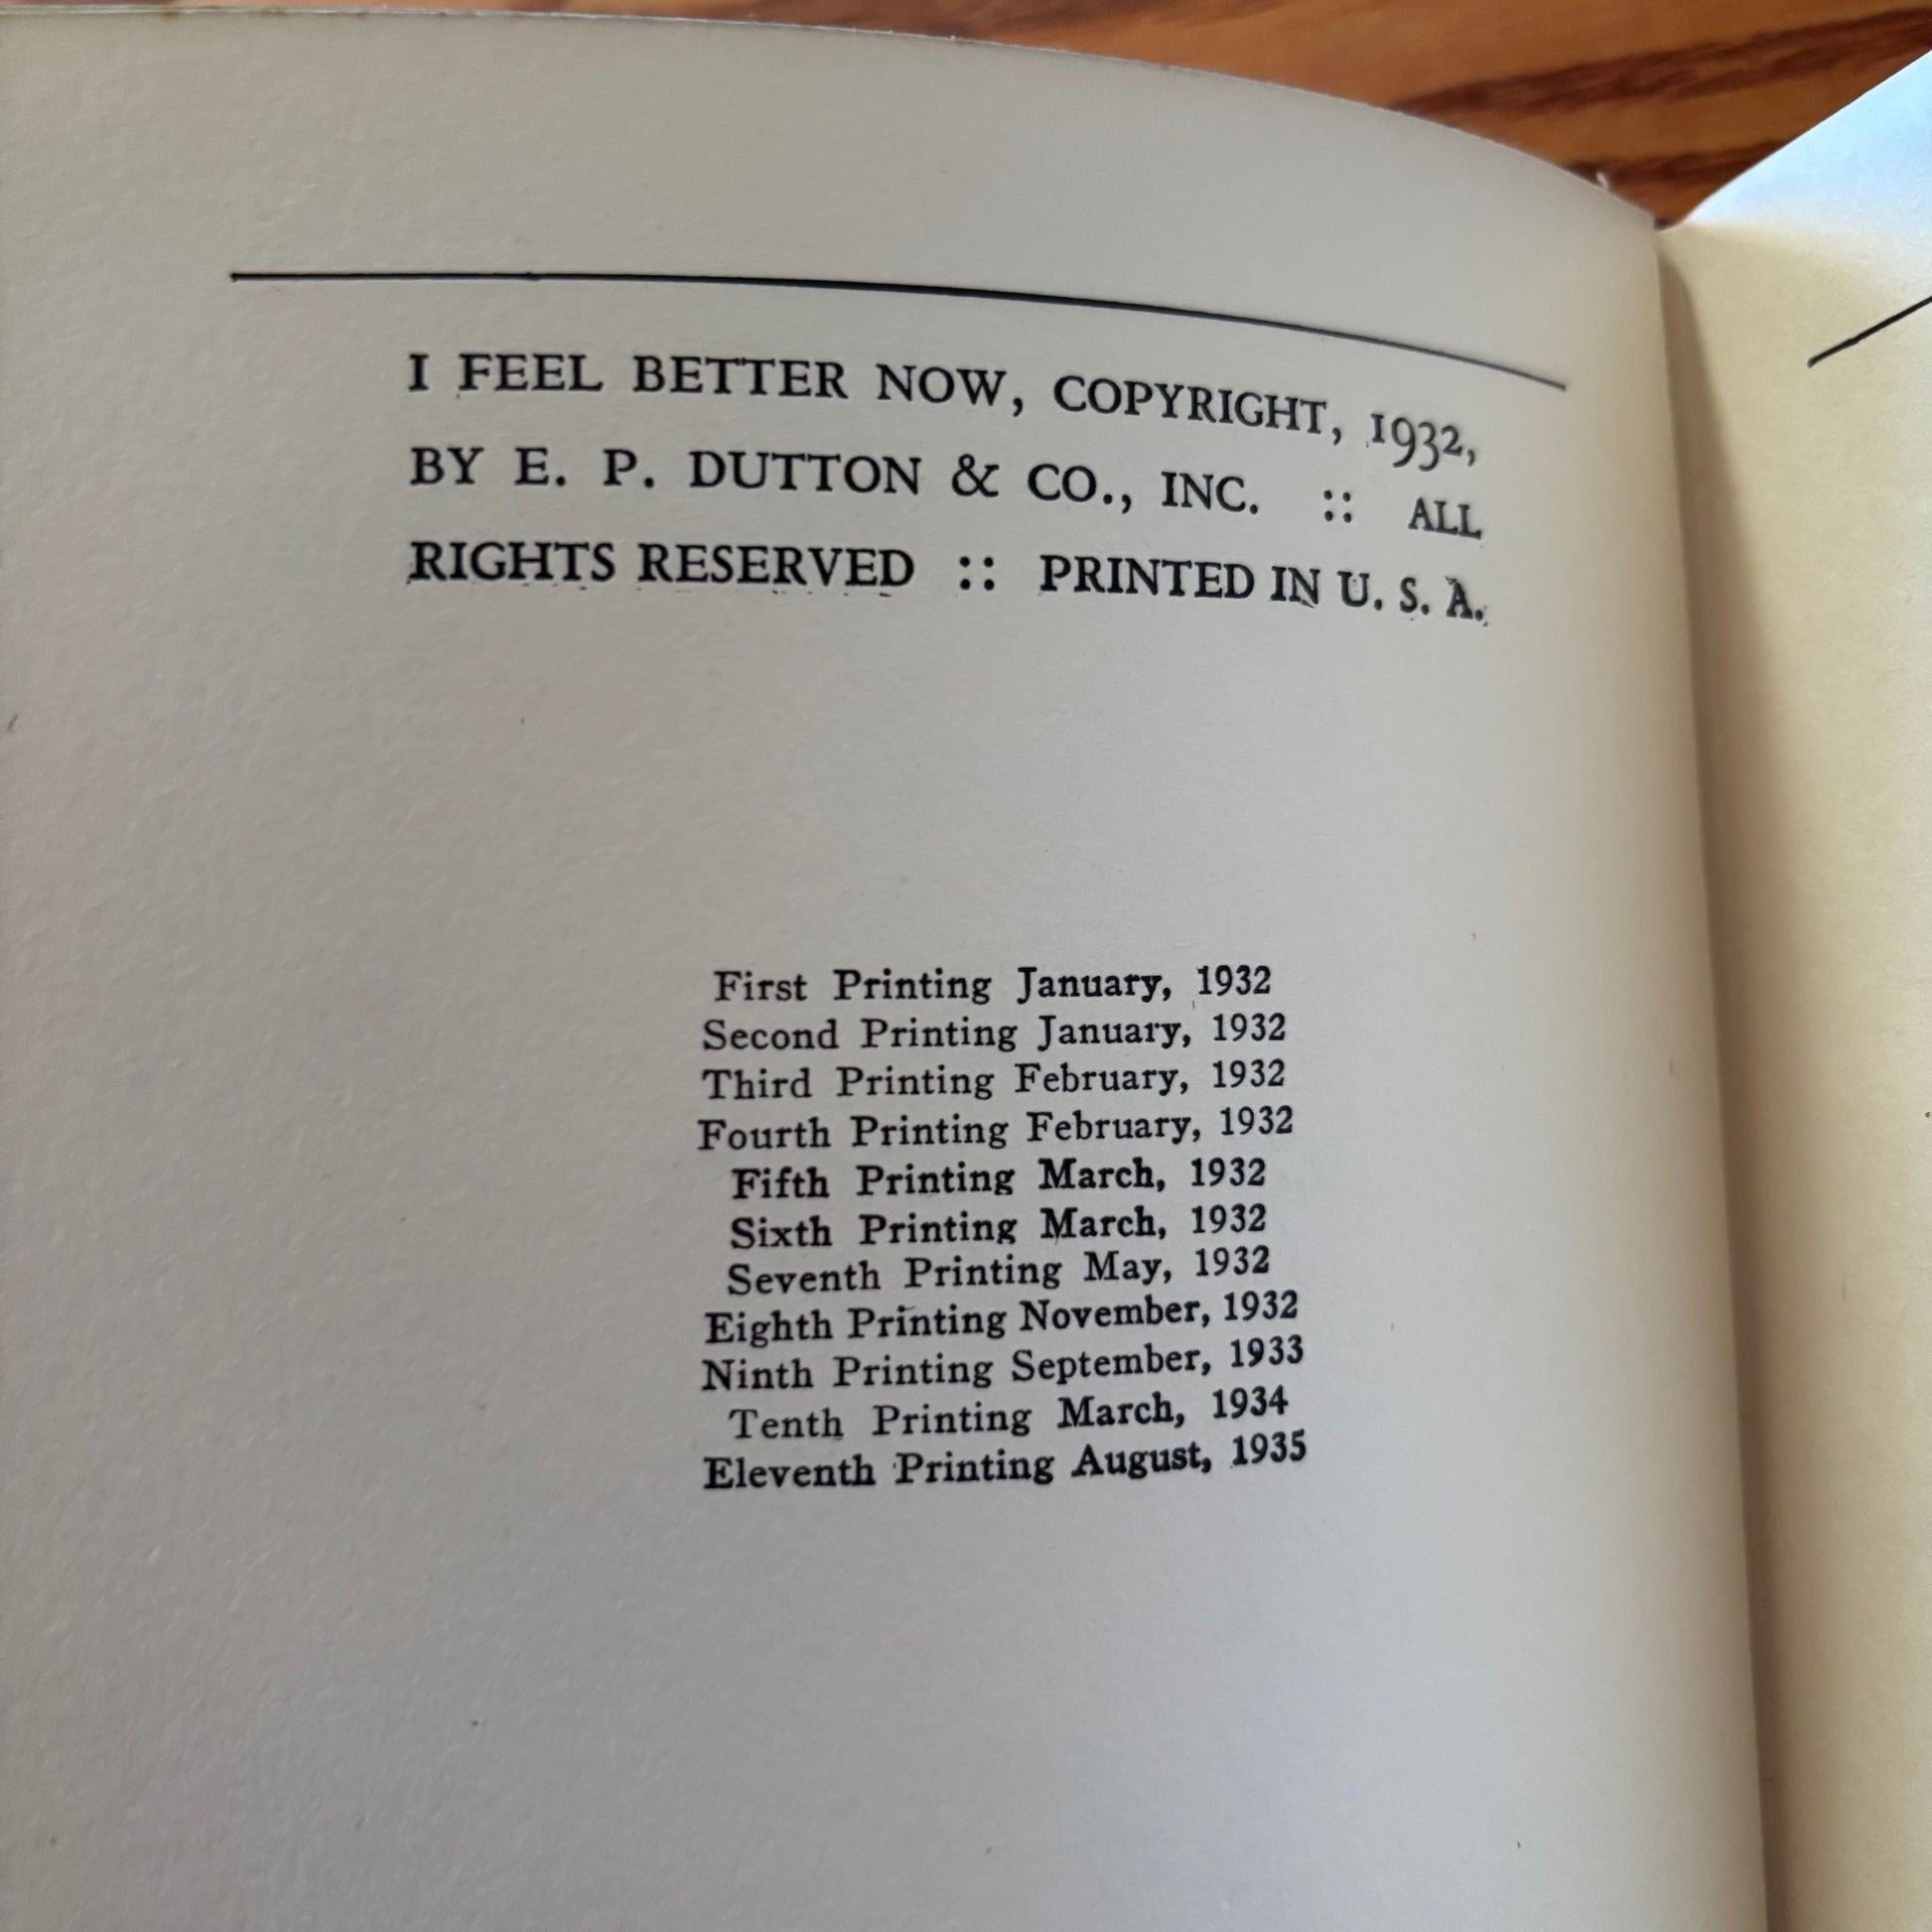 I FEEL BETTER NOW, COPYRIGHT, 1932,
BY E. P. DUTTON & CO., INC. :: ALL
RIGHTS RESERVED :: PRINTED IN U. S. A.
First Printing January, 1932
Second Printing January, 1932
Third Printing February, 1932
Fourth Printing February, 1932
Fifth Printing March, 1932
Sixth Printing March, 1932
Seventh Printing May, 1932
Eighth Printing November, 1932
Ninth Printing September, 1933
Tenth Printing March, 1934
Eleventh Printing August, 1935